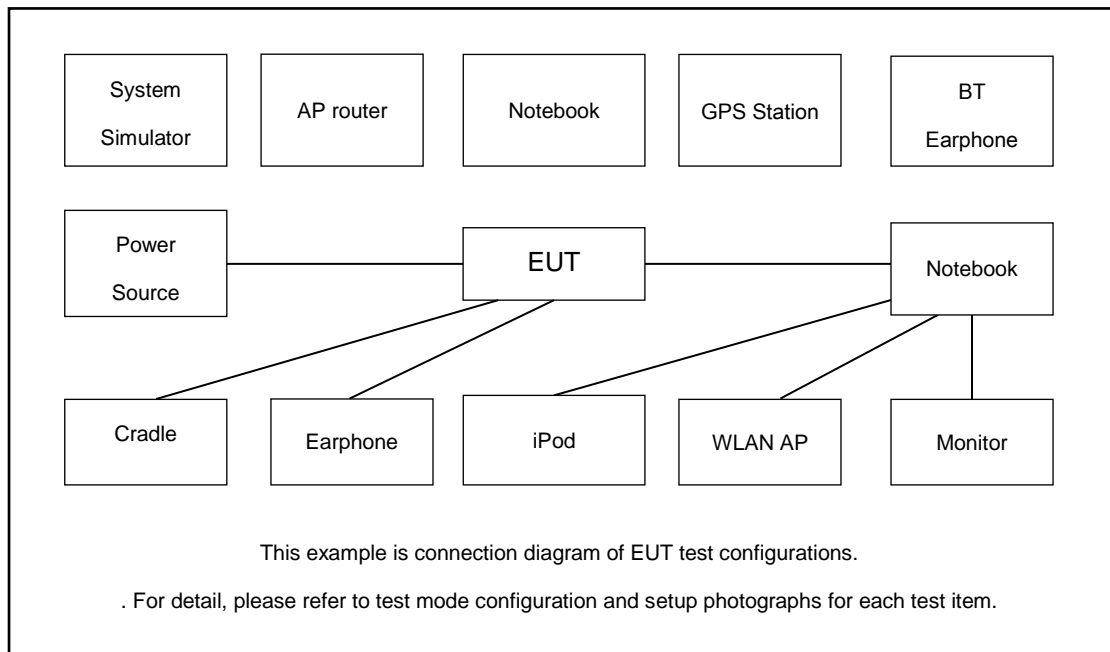 System
Simulator
AP router
Notebook
GPS Station
BT
Earphone
Power
Source
EUT
Notebook
Cradle
Earphone
iPod
WLAN AP
Monitor
This example is connection diagram of EUT test configurations.
. For detail, please refer to test mode configuration and setup photographs for each test item.